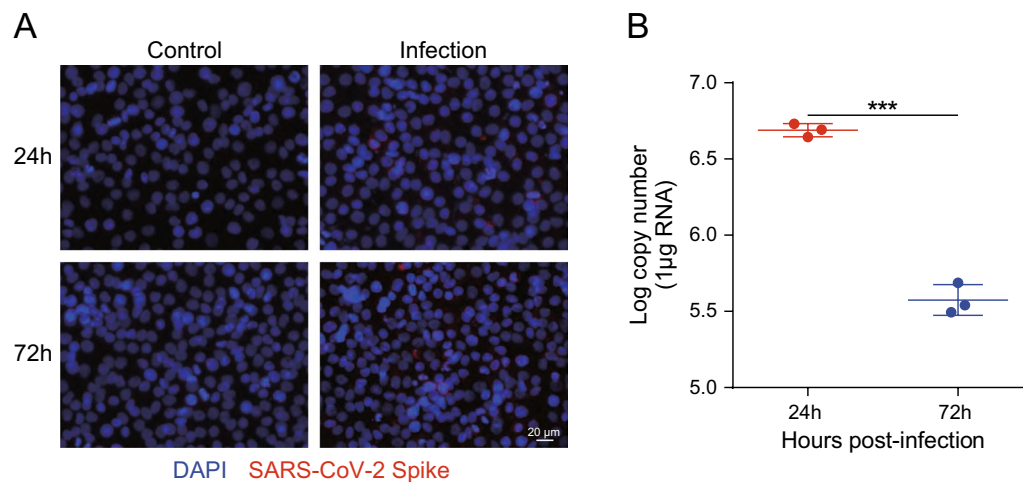 A
Control
Infection
24h
72h
20 µm
DAPI SARS-CoV-2 Spike
B
Log copy number
(1µg RNA)
7.0
6.5
6.0
5.5
5.0
***
24h
72h
Hours post-infection